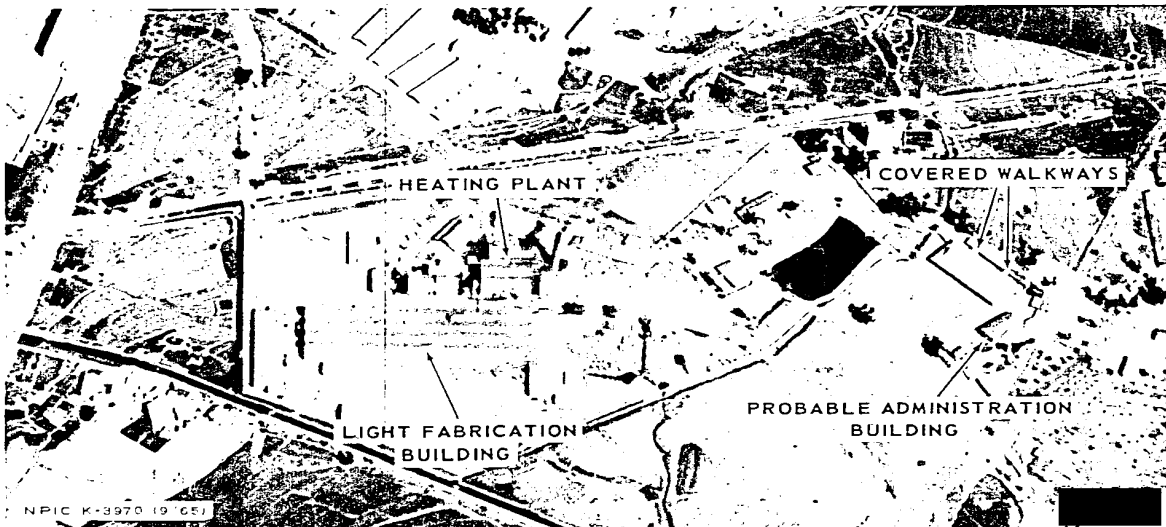 HEATING PLANT
COVERED WALKWAYS
LIGHT FABRICATION
BUILDING
PROBABLE ADMINISTRATION
BUILDING
NPIC K-3970 (9/65)